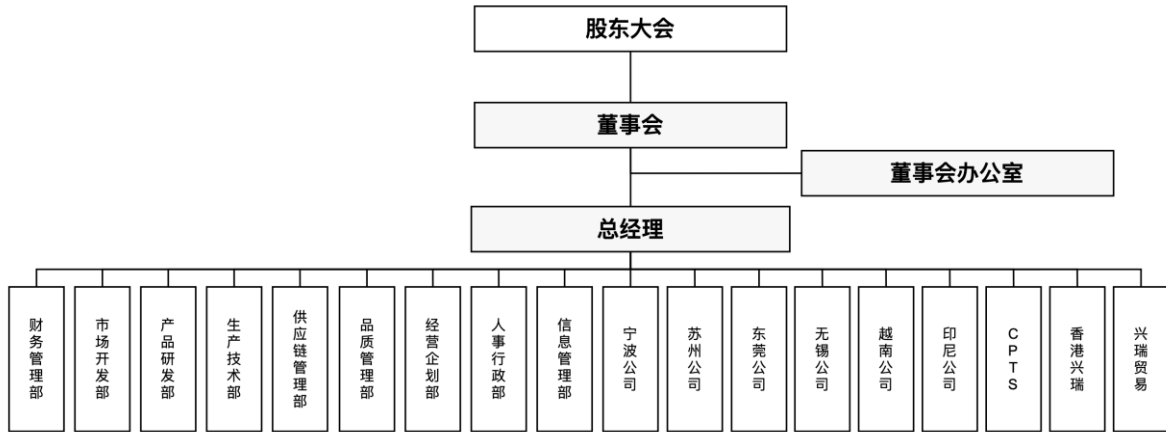 股东大会
董事会
董事会办公室
总经理
财务管理部
市场开发部
产品研发部
生产技术部
供应链管理部
品质管理部
经营企划部
人事行政部
信息管理部
宁波公司
苏州公司
东莞公司
无锡公司
越南公司
印尼公司
CPTS
香港兴瑞
兴瑞贸易